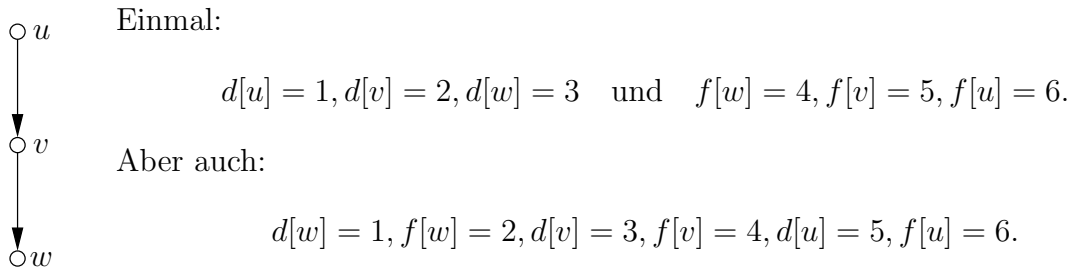 u
Einmal:
d[u] = 1, d[v] = 2, d[w] = 3 und f[w] = 4, f[v] = 5, f[u] = 6.
v
Aber auch:
d[w] = 1, f[w] = 2, d[v] = 3, f[v] = 4, d[u] = 5, f[u] = 6.
w